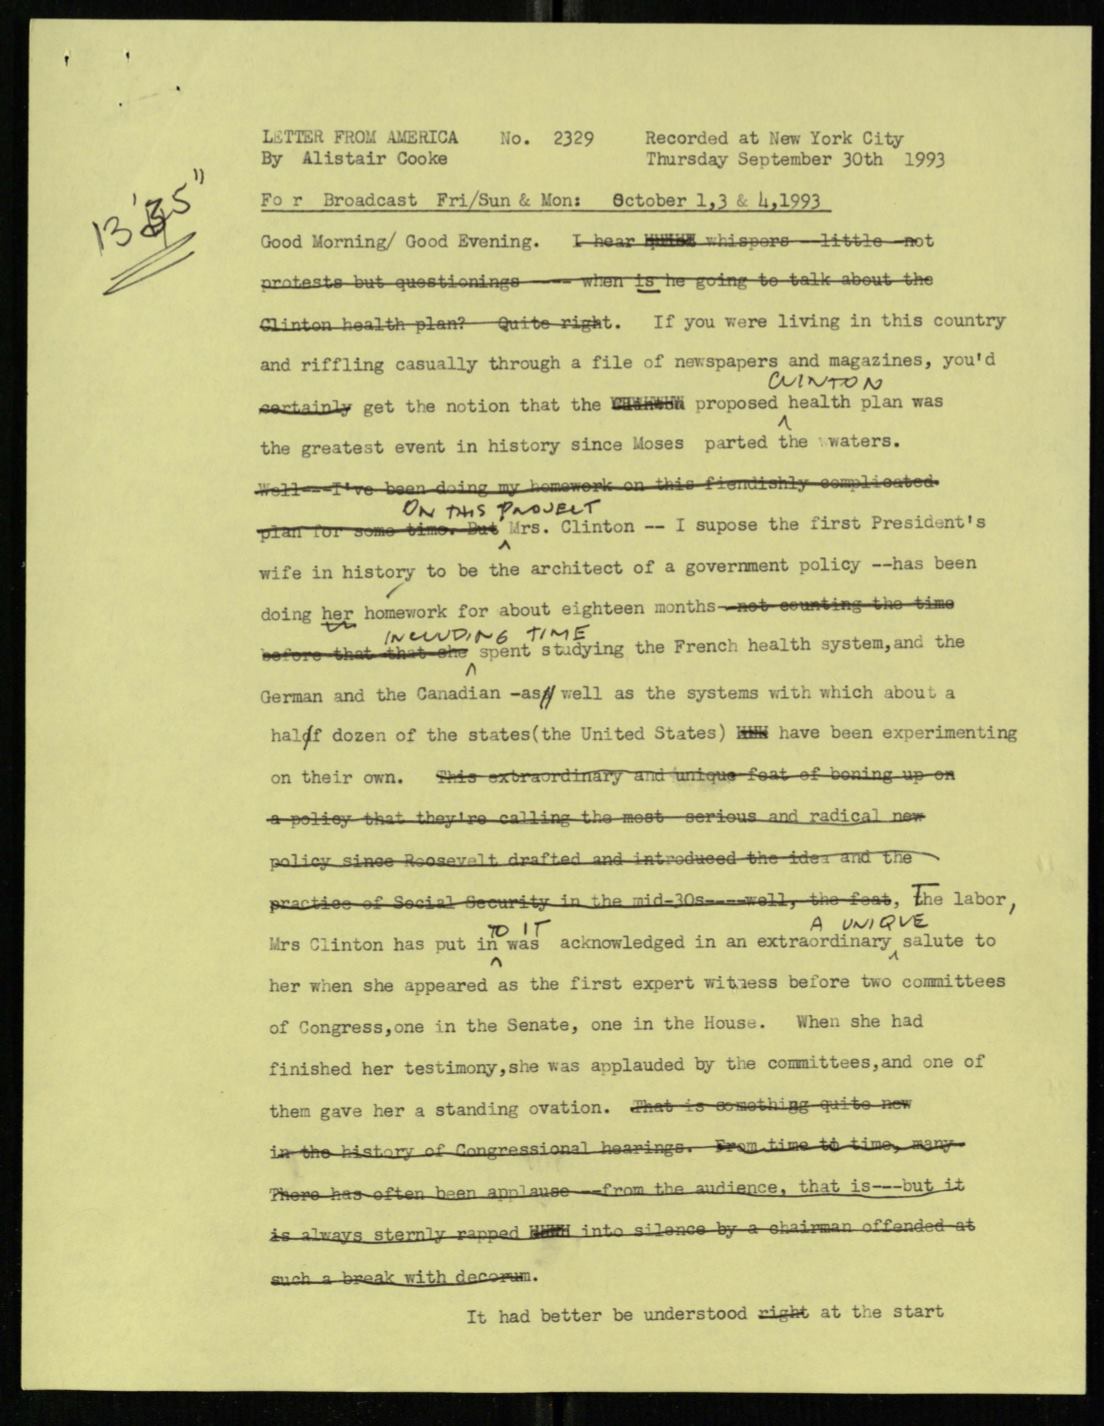 LETTER FROM AMERICA No. 2329 Recorded at New York City
By Alistair Cooke Thursday September 30th 1993
13'35"
Fo r Broadcast Fri/Sun & Mon: October 1,3 & 4,1993
Good Morning/ Good Evening. I hear whispers --little not
protests but questionings ---- when is he going to talk about the
Clinton health plan? Quite right. If you were living in this country
and riffling casually through a file of newspapers and magazines, you'd
CLINTON
certainly get the notion that the proposed health plan was
the greatest event in history since Moses parted the waters.
Well---I've been doing my homework on this fiendishly complicated
ON THIS PROJECT
plan for some time. But Mrs. Clinton -- I supose the first President's
wife in history to be the architect of a government policy --has been
doing her homework for about eighteen months--not counting the time
INCLUDING TIME
before that that she spent studying the French health system,and the
German and the Canadian -as well as the systems with which about a
half dozen of the states(the United States) have been experimenting
on their own. This extraordinary and unique feat of boning up on
a policy that they're calling the most serious and radical new
policy since Roosevelt drafted and introduced the idea and the
practice of Social Security in the mid-30s----well, the feat, The labor,
TO IT A UNIQUE
Mrs Clinton has put in was acknowledged in an extraordinary salute to
her when she appeared as the first expert witness before two committees
of Congress,one in the Senate, one in the House. When she had
finished her testimony,she was applauded by the committees,and one of
them gave her a standing ovation. That is something quite new
in the history of Congressional hearings. From time to time, many
There has often been applause --from the audience, that is---but it
is always sternly rapped into silence by a chairman offended at
such a break with decorum.
It had better be understood right at the start